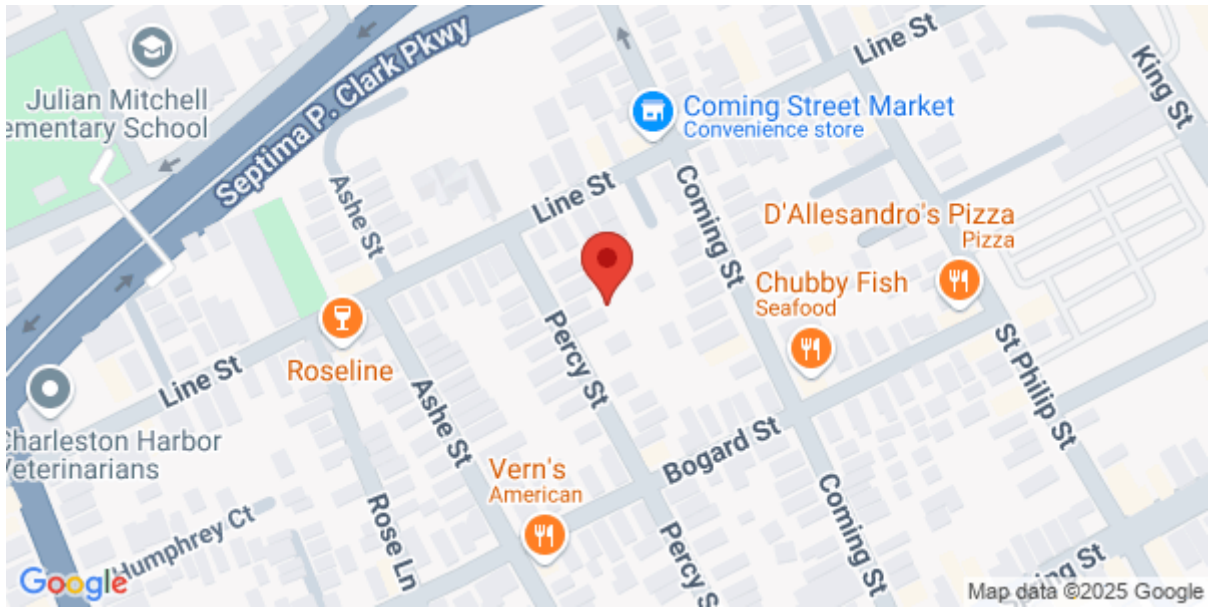 Septima P. Clark Pkwy
Julian Mitchell
ementary School
Line St
King St
Coming Street Market
Convenience store
Ashe St
Line St
Coming St
D'Allesandro's Pizza
Pizza
Chubby Fish
Seafood
Roseline
Percy St
St Philip St
Line St
Ashe St
Charleston Harbor
Veterinarians
Bogard St
Vern's
American
Rose Ln
Humphrey Ct
Coming St
Percy S
Google
Map data ©2025 Google